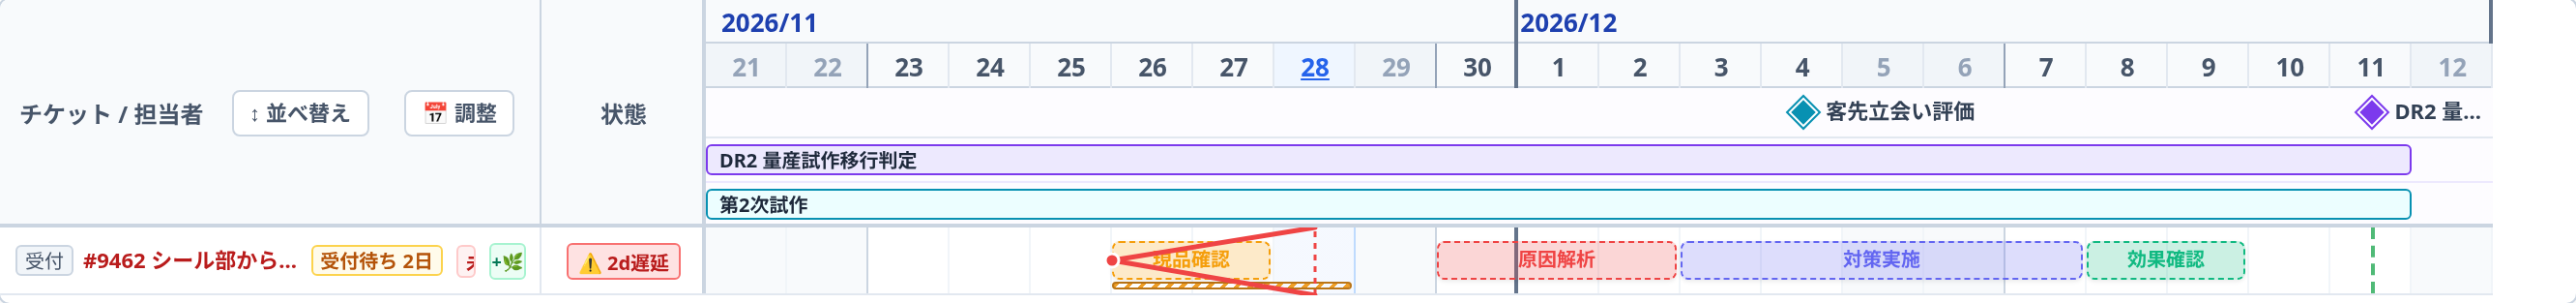 2026/11
2026/12
21 22 23 24 25 26 27 28 29 30 1 2 3 4 5 6 7 8 9 10 11 12
チケット / 担当者
↕ 並べ替え
調整
状態
客先立会い評価
DR2 量...
DR2 量産試作移行判定
第2次試作
受付 #9462 シール部から... 受付待ち 2日
2d遅延
現品確認
原因解析
対策実施
効果確認